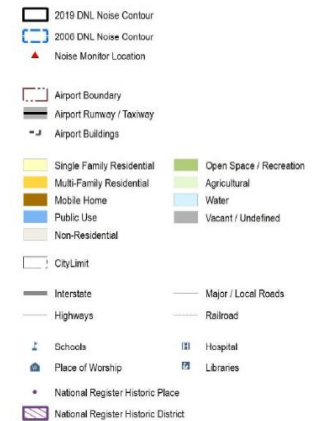 2019 DNL Noise Contour
2006 DNL Noise Contour
Noise Monitor Location
Airport Boundary
Airport Runway / Taxiway
Airport Buildings
Single Family Residential
Open Space / Recreation
Multi-Family Residential
Agricultural
Mobile Home
Water
Public Use
Vacant / Undefined
Non-Residential
CityLimit
Interstate
Major / Local Roads
Highways
Railroad
Schools
Hospital
Place of Worship
Libraries
National Register Historic Place
National Register Historic District